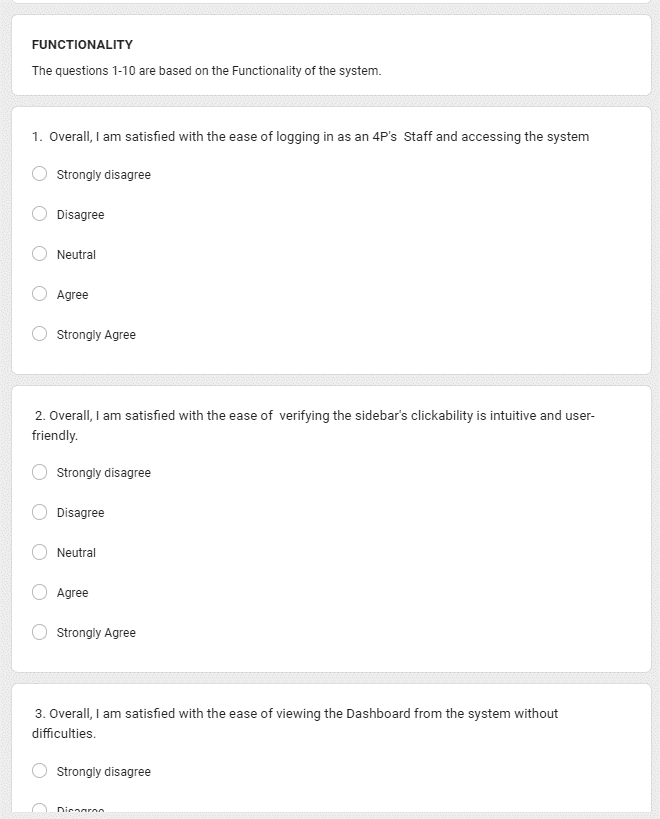 FUNCTIONALITY
The questions 1-10 are based on the Functionality of the system.
1.  Overall, I am satisfied with the ease of logging in as an 4P's  Staff and accessing the system
Strongly disagree
Disagree
Neutral
Agree
Strongly Agree
2. Overall, I am satisfied with the ease of  verifying the sidebar's clickability is intuitive and user-
friendly.
Strongly disagree
Disagree
Neutral
Agree
Strongly Agree
3. Overall, I am satisfied with the ease of viewing the Dashboard from the system without
difficulties.
Strongly disagree
Disagree